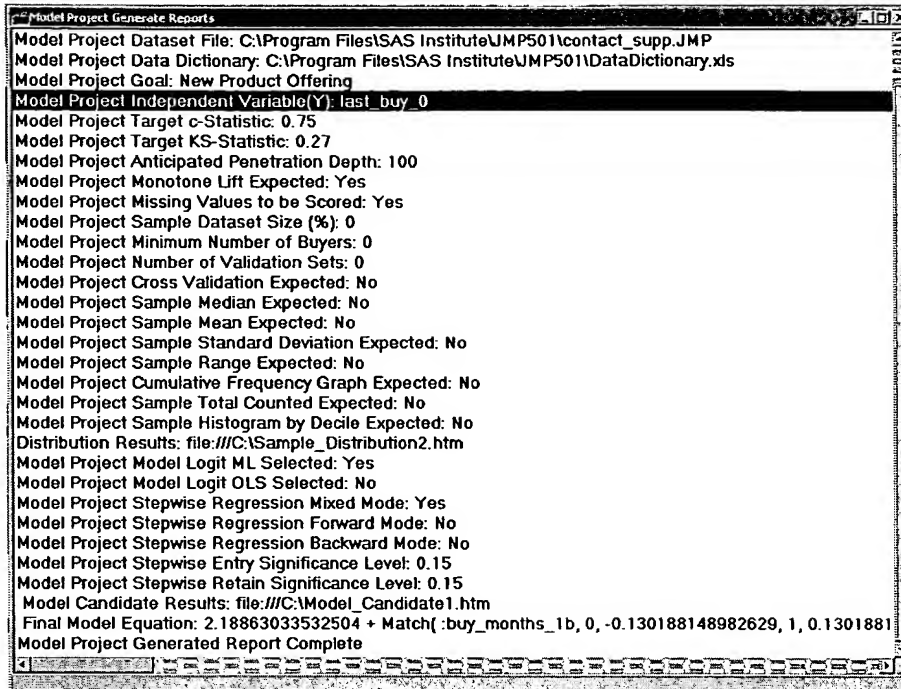 Model Project Generate Reports
Model Project Dataset File: C:\Program Files\SAS Institute\JMP501\contact_supp.JMP
Model Project Data Dictionary: C:\Program Files\SAS Institute\JMP501\DataDictionary.xls
Model Project Goal: New Product Offering
Model Project Independent Variable(Y): last_buy_0
Model Project Target c-Statistic: 0.75
Model Project Target KS-Statistic: 0.27
Model Project Anticipated Penetration Depth: 100
Model Project Monotone Lift Expected: Yes
Model Project Missing Values to be Scored: Yes
Model Project Sample Dataset Size (%): 0
Model Project Minimum Number of Buyers: 0
Model Project Number of Validation Sets: 0
Model Project Cross Validation Expected: No
Model Project Sample Median Expected: No
Model Project Sample Mean Expected: No
Model Project Sample Standard Deviation Expected: No
Model Project Sample Range Expected: No
Model Project Cumulative Frequency Graph Expected: No
Model Project Sample Total Counted Expected: No
Model Project Sample Histogram by Decile Expected: No
Distribution Results: file:///C:\Sample_Distribution2.htm
Model Project Model Logit ML Selected: Yes
Model Project Model Logit OLS Selected: No
Model Project Stepwise Regression Mixed Mode: Yes
Model Project Stepwise Regression Forward Mode: No
Model Project Stepwise Regression Backward Mode: No
Model Project Stepwise Entry Significance Level: 0.15
Model Project Stepwise Retain Significance Level: 0.15
Model Candidate Results: file:///C:\Model_Candidate1.htm
Final Model Equation: 2.18863033532504 + Match( :buy_months_1b, 0, -0.130188148982629, 1, 0.1301881
Model Project Generated Report Complete